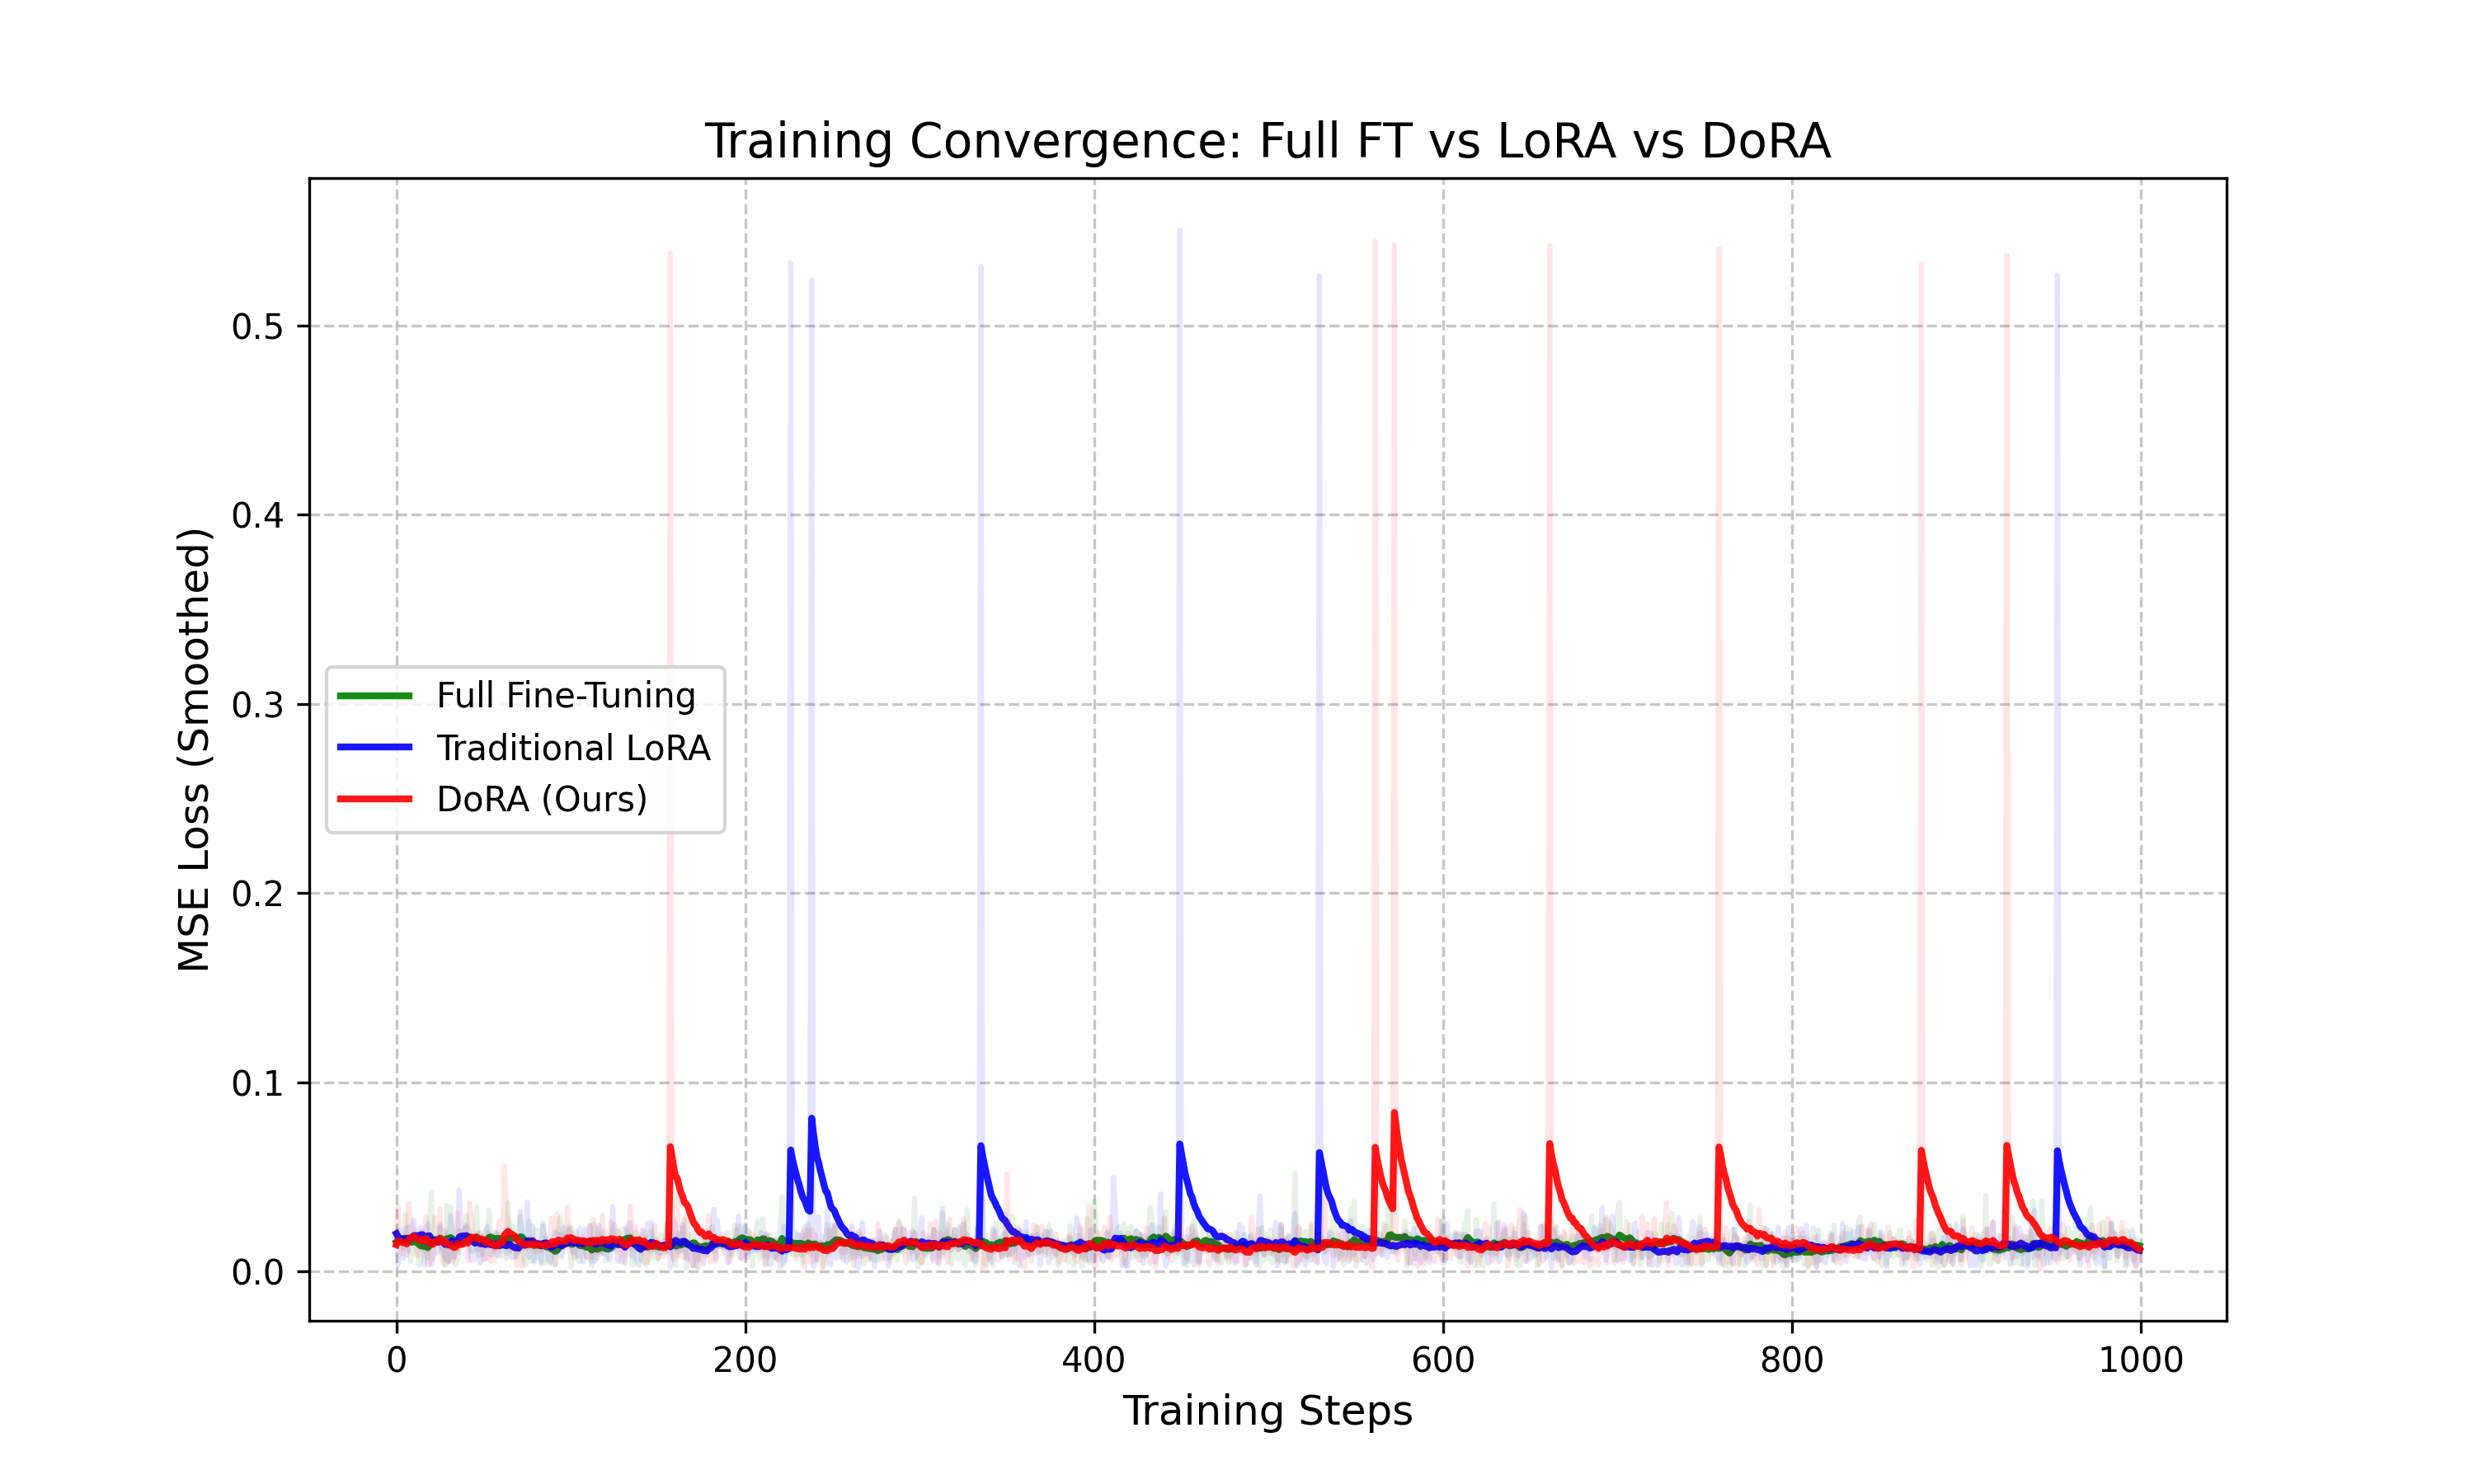 Training Convergence: Full FT vs LoRA vs DoRA
MSE Loss (Smoothed)
0.5
0.4
0.3
0.2
0.1
0.0
Full Fine-Tuning
Traditional LoRA
DoRA (Ours)
0 200 400 600 800 1000
Training Steps